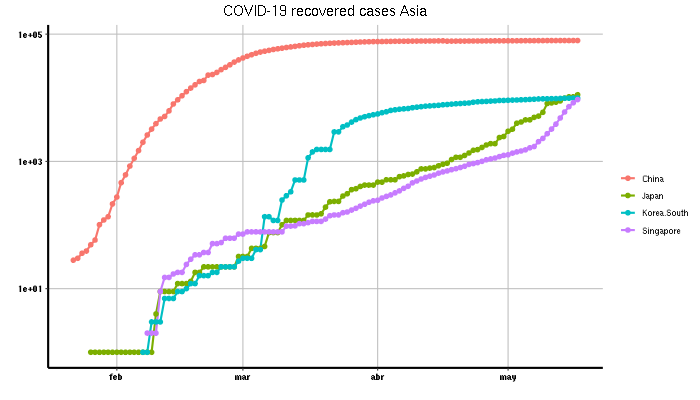 COVID-19 recovered cases Asia
1e+05
1e+03
1e+01
feb
mar
abr
may
China
Japan
Korea.South
Singapore